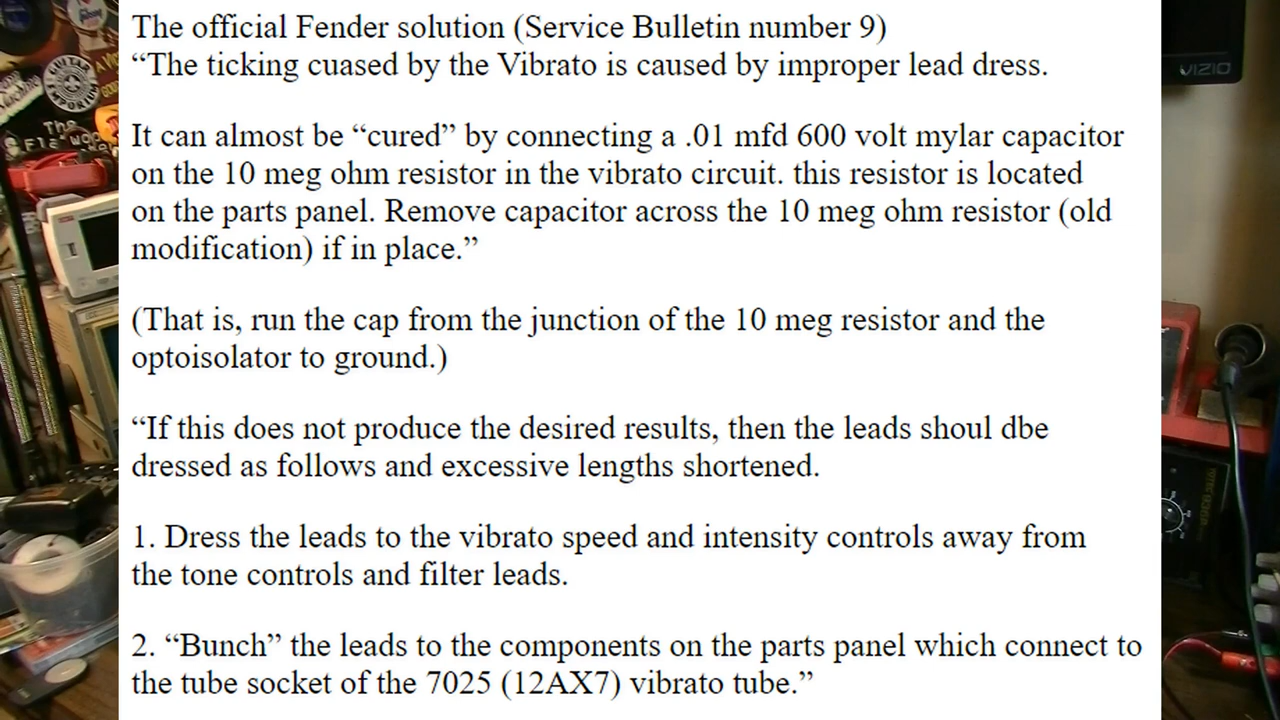 The official Fender solution (Service Bulletin number 9)
“The ticking cuased by the Vibrato is caused by improper lead dress.
It can almost be “cured” by connecting a .01 mfd 600 volt mylar capacitor
on the 10 meg ohm resistor in the vibrato circuit. this resistor is located
on the parts panel. Remove capacitor across the 10 meg ohm resistor (old
modification) if in place.”
(That is, run the cap from the junction of the 10 meg resistor and the
optoisolator to ground.)
“If this does not produce the desired results, then the leads shoul dbe
dressed as follows and excessive lengths shortened.
1. Dress the leads to the vibrato speed and intensity controls away from
the tone controls and filter leads.
2. “Bunch” the leads to the components on the parts panel which connect to
the tube socket of the 7025 (12AX7) vibrato tube.”
VIZIO
GUITAR
EMPORIUM
The